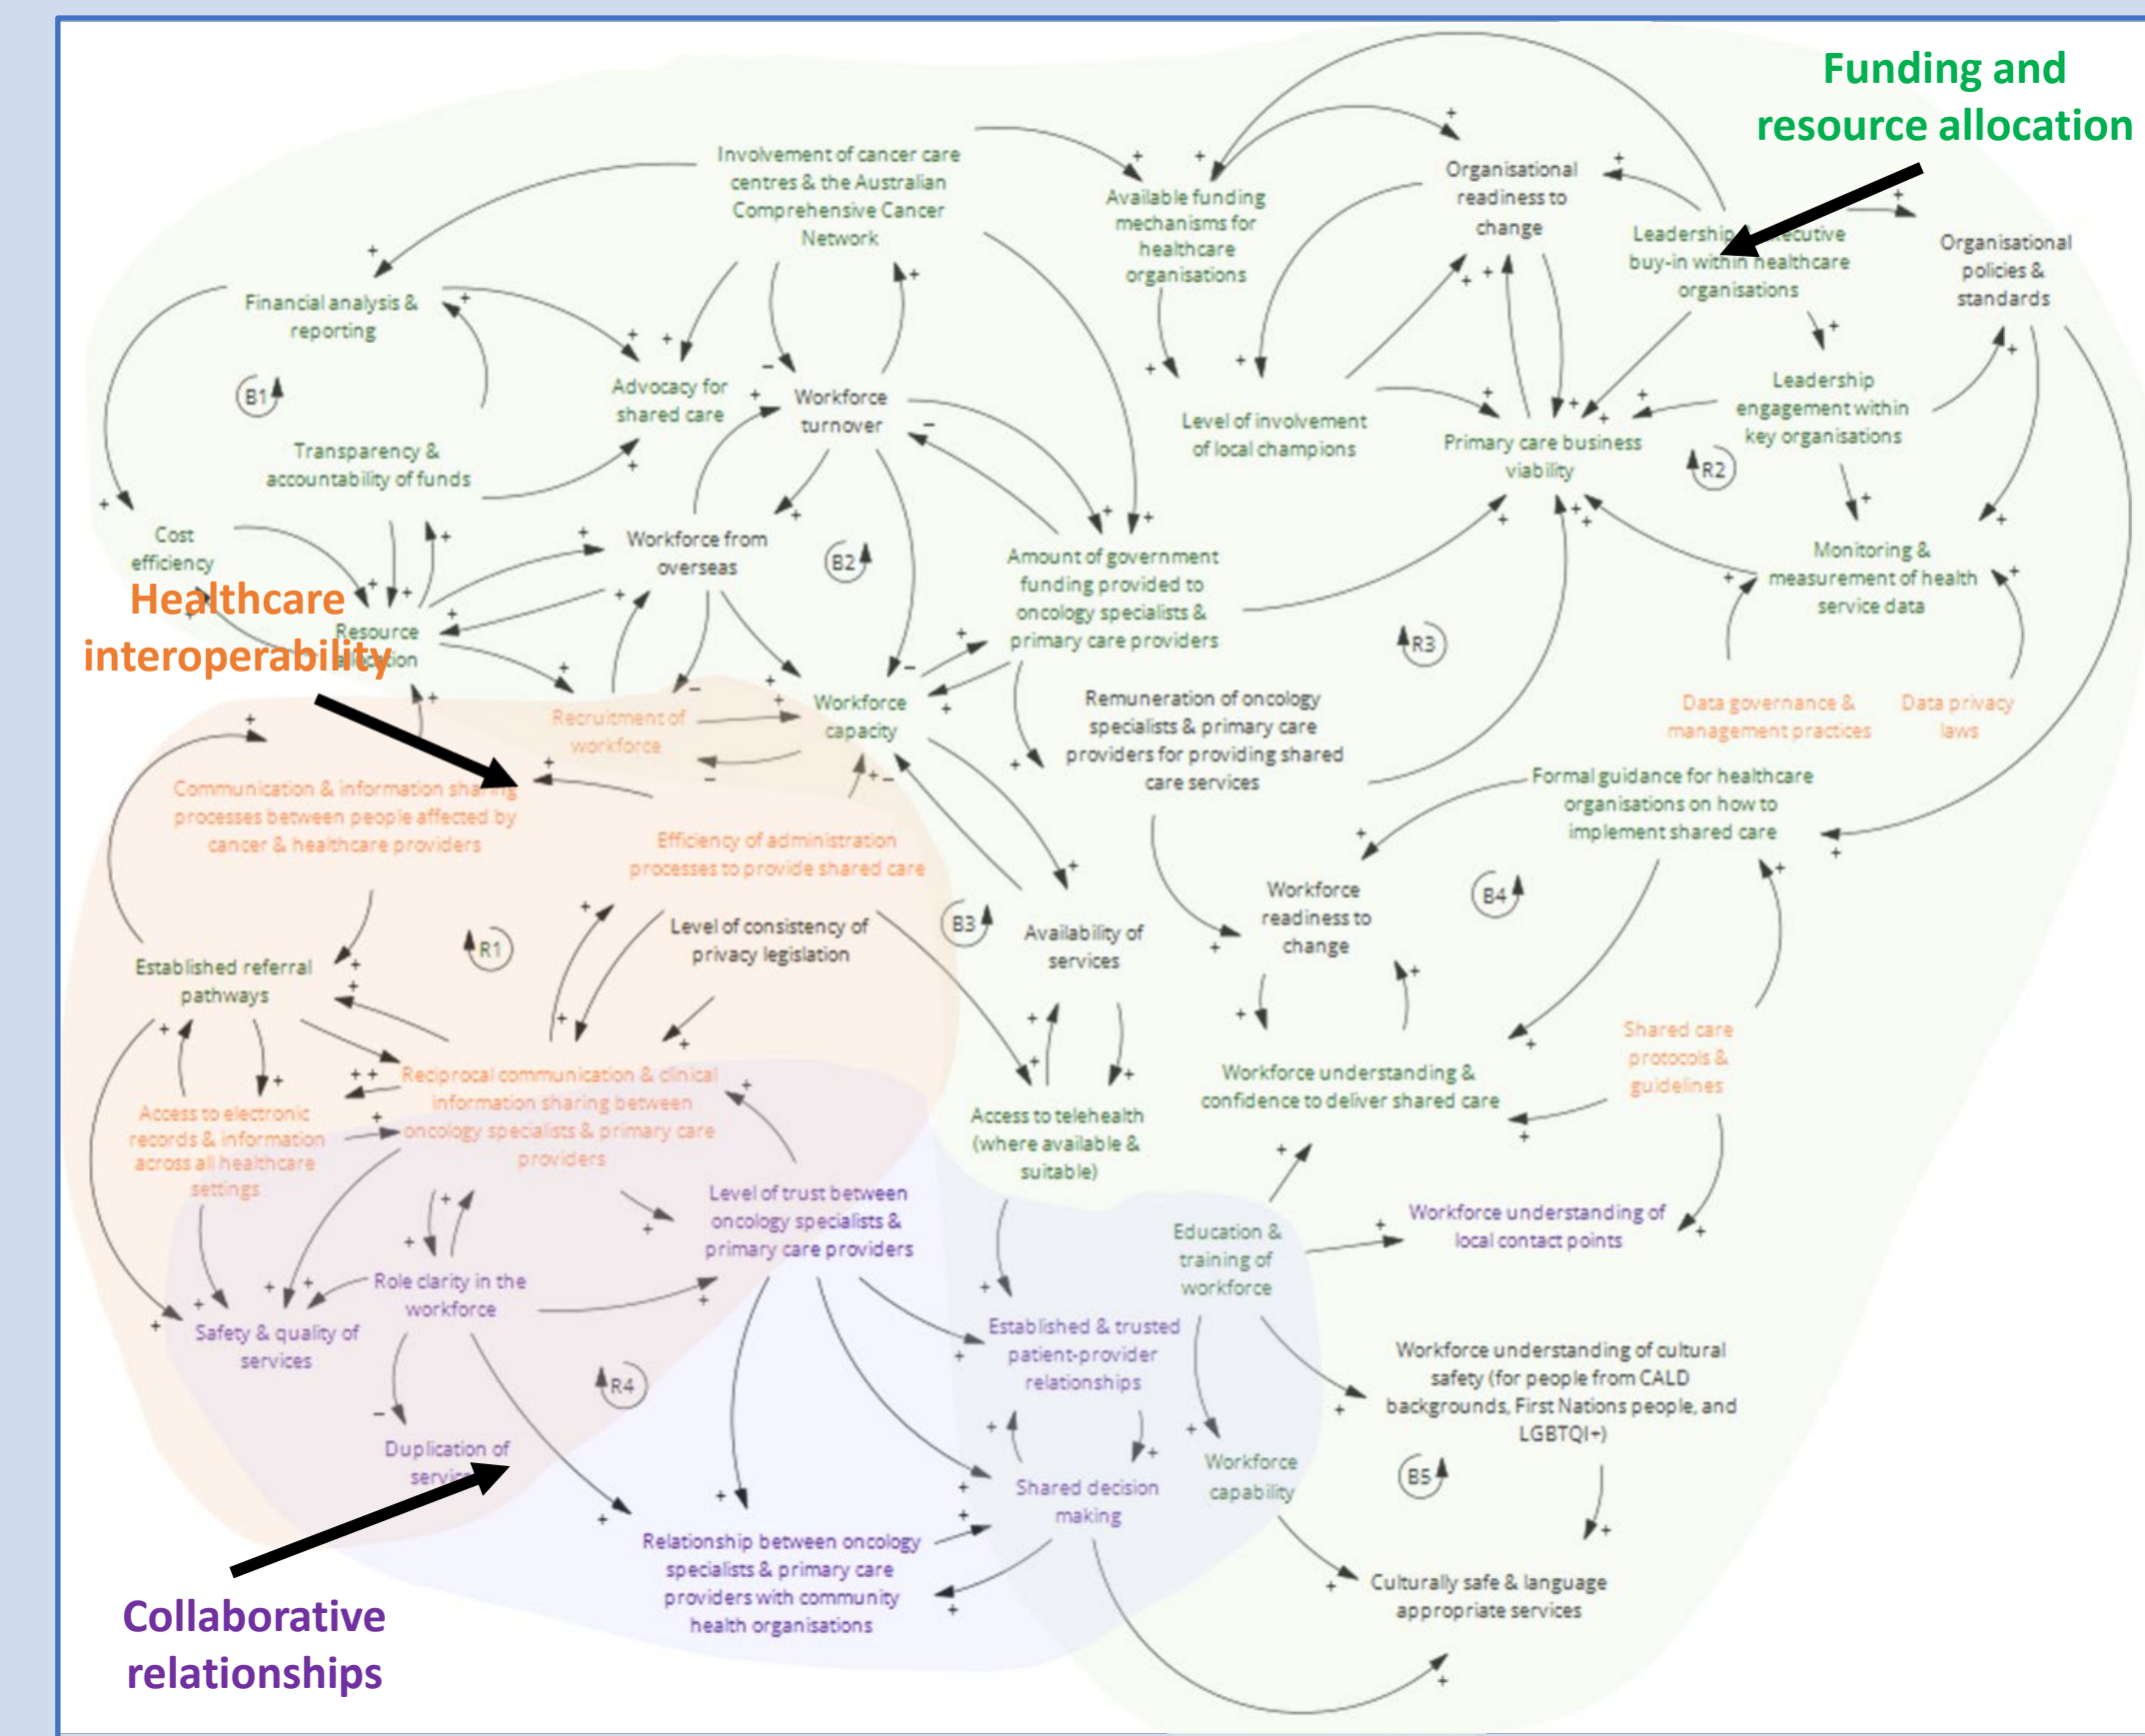 Funding and
resource allocation
Involvement of cancer care
centres & the Australian
Comprehensive Cancer
Network
Available funding
mechanisms for
healthcare
organisations
Organisational
readiness to
change
Leadership & executive
buy-in within healthcare
organisations
Organisational
policies &
standards
Financial analysis &
reporting
B1
Advocacy for
shared care
Workforce
turnover
Level of involvement
of local champions
Primary care business
viability
Leadership
engagement within
key organisations
R2
Transparency &
accountability of funds
Cost
efficiency
Workforce from
overseas
B2
Amount of government
funding provided to
oncology specialists &
primary care providers
Monitoring &
measurement of health
service data
Healthcare
interoperability
Resource
allocation
R3
Recruitment of
workforce
Workforce
capacity
Remuneration of oncology
specialists & primary care
providers for providing shared
care services
Data governance &
management practices
Data privacy
laws
Communication & information sharing
processes between people affected by
cancer & healthcare providers
Efficiency of administration
processes to provide shared care
Formal guidance for healthcare
organisations on how to
implement shared care
Level of consistency of
privacy legislation
R1
B3
Availability of
services
Workforce
readiness to
change
B4
Established referral
pathways
Reciprocal communication & clinical
information sharing between
oncology specialists & primary care
providers
Access to electronic
records & information
across all healthcare
settings
Access to telehealth
(where available &
suitable)
Workforce understanding &
confidence to deliver shared care
Shared care
protocols &
guidelines
Level of trust between
oncology specialists &
primary care providers
Education &
training of
workforce
Workforce understanding of
local contact points
Role clarity in the
workforce
Safety & quality of
services
R4
Established & trusted
patient-provider
relationships
Workforce understanding of cultural
safety (for people from CALD
backgrounds, First Nations people, and
LGBTQI+)
Duplication of
Shared decision
making
Workforce
capability
B5
Relationship between oncology
specialists & primary care
providers with community
health organisations
Culturally safe & language
appropriate services
Collaborative
relationships